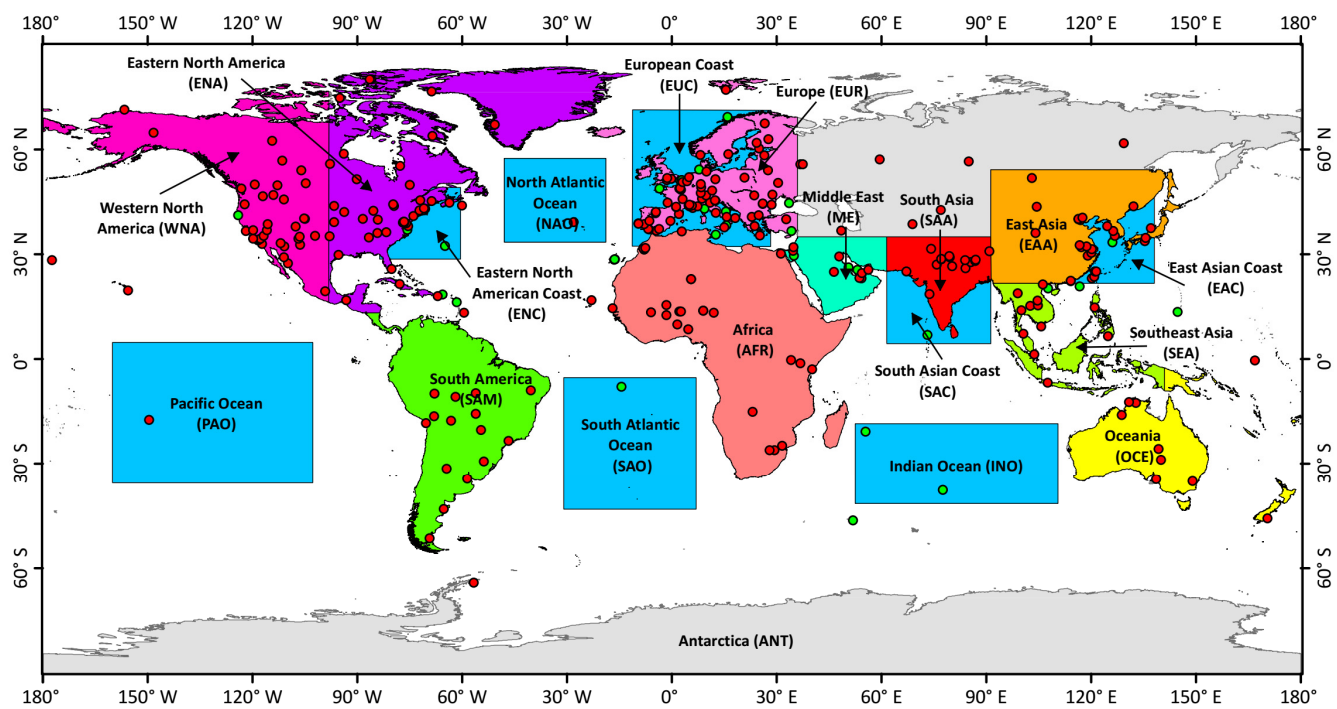 180° 150° W 120° W 90° W 60° W 30° W 0° 30° E 60° E 90° E 120° E 150° E 180°
Eastern North America
(ENA)
European Coast
(EUC)
Europe (EUR)
60° N
60° N
North Atlantic
Ocean
(NAO)
Western North
America (WNA)
Middle East
(ME)
South Asia
(SAA)
East Asia
(EAA)
30° N
30° N
Eastern North
American Coast
(ENC)
East Asian Coast
(EAC)
Africa
(AFR)
Southeast Asia
(SEA)
0°
0°
South Asian Coast
(SAC)
South America
(SAM)
Pacific Ocean
(PAO)
South Atlantic
Ocean
(SAO)
Oceania
(OCE)
Indian Ocean (INO)
30° S
30° S
60° S
60° S
Antarctica (ANT)
180° 150° W 120° W 90° W 60° W 30° W 0° 30° E 60° E 90° E 120° E 150° E 180°